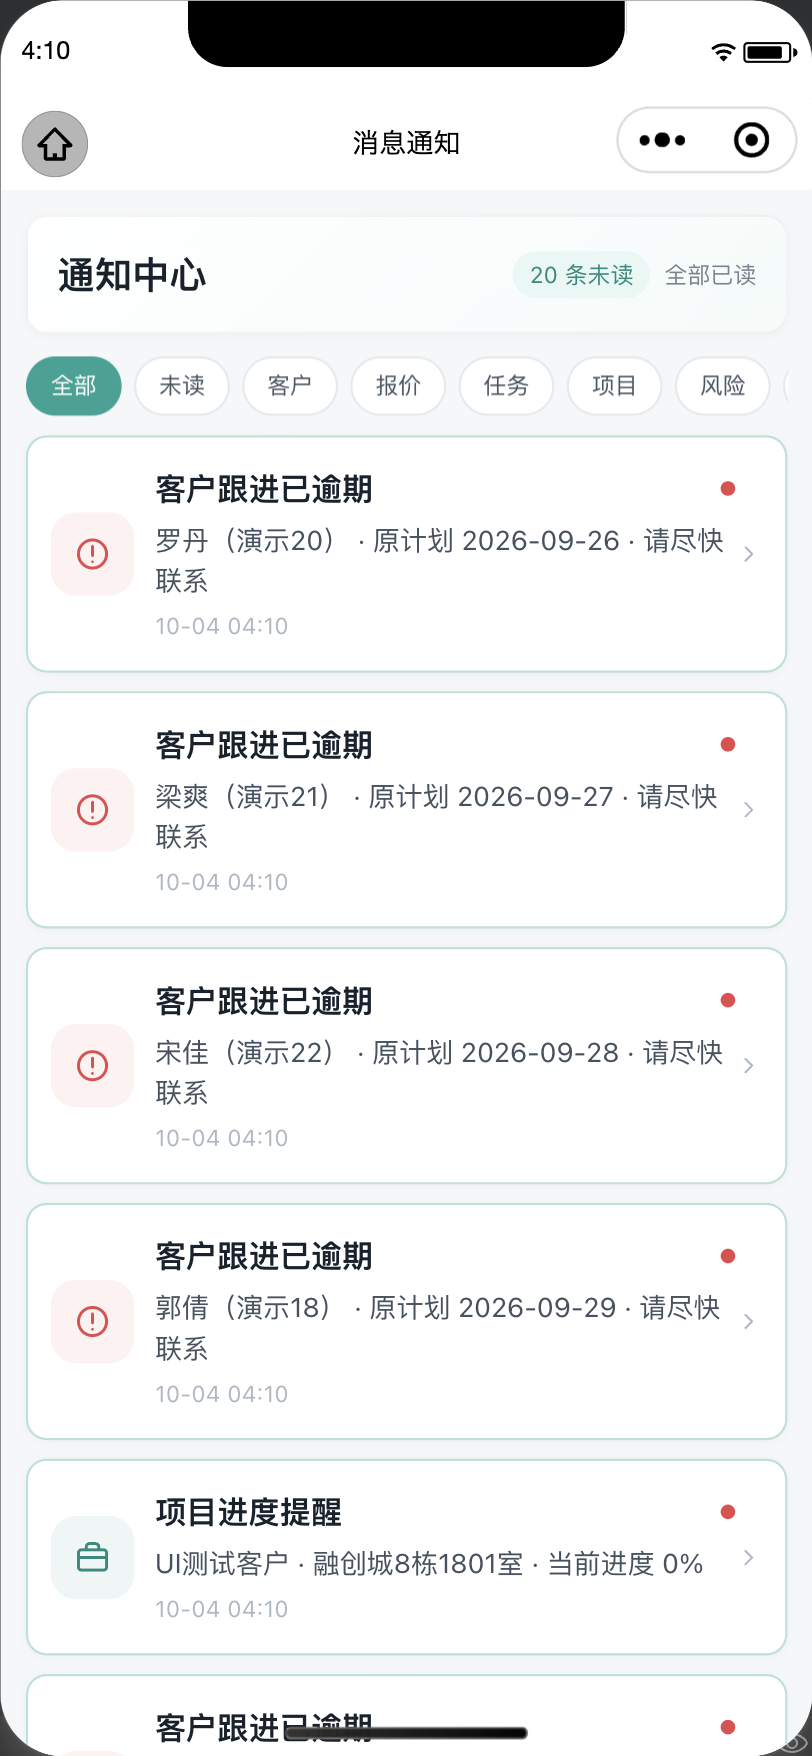 4:10
消息通知
通知中心
20 条未读
全部已读
全部
未读
客户
报价
任务
项目
风险
客户跟进已逾期
罗丹（演示20） · 原计划 2026-09-26 · 请尽快
联系
10-04 04:10
客户跟进已逾期
梁爽（演示21） · 原计划 2026-09-27 · 请尽快
联系
10-04 04:10
客户跟进已逾期
宋佳（演示22） · 原计划 2026-09-28 · 请尽快
联系
10-04 04:10
客户跟进已逾期
郭倩（演示18） · 原计划 2026-09-29 · 请尽快
联系
10-04 04:10
项目进度提醒
UI测试客户 · 融创城8栋1801室 · 当前进度 0%
10-04 04:10
客户跟进已逾期